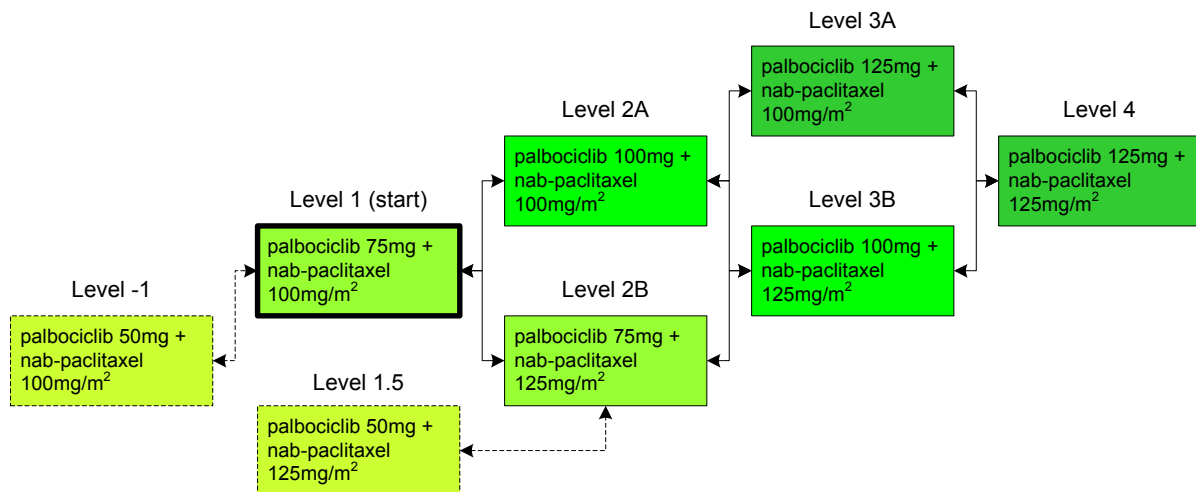 Level 3A
palbociclib 125mg +
nab-paclitaxel
100mg/m²
Level 2A
palbociclib 100mg +
nab-paclitaxel
100mg/m²
Level 4
palbociclib 125mg +
nab-paclitaxel
125mg/m²
Level 1 (start)
palbociclib 75mg +
nab-paclitaxel
100mg/m²
Level 3B
palbociclib 100mg +
nab-paclitaxel
125mg/m²
Level -1
palbociclib 50mg +
nab-paclitaxel
100mg/m²
Level 2B
palbociclib 75mg +
nab-paclitaxel
125mg/m²
Level 1.5
palbociclib 50mg +
nab-paclitaxel
125mg/m²